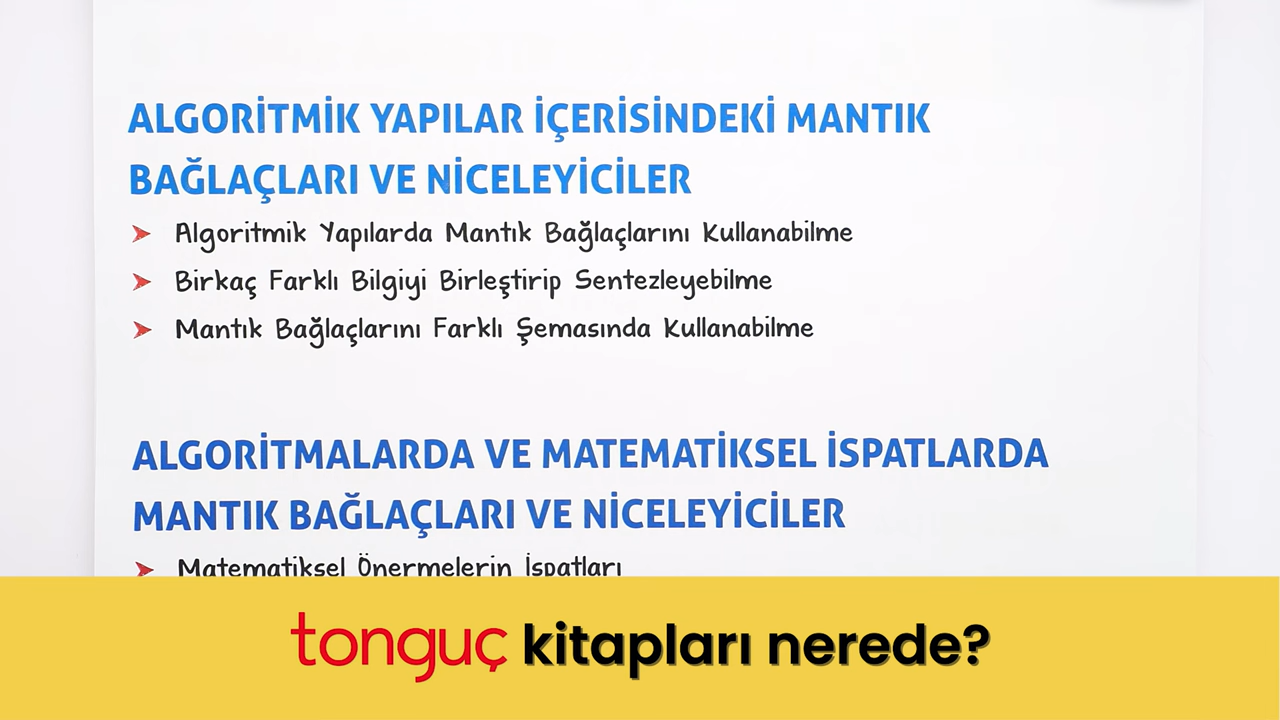 ALGORİTMİK YAPILAR İÇERİSİNDEKİ MANTIK
BAĞLAÇLARI VE NİCELEYİCİLER
➤ Algoritmik Yapılarda Mantık Bağlaçlarını Kullanabilme
➤ Birkaç Farklı Bilgiyi Birleştirip Sentezleyebilme
➤ Mantık Bağlaçlarını Farklı Şemasında Kullanabilme
ALGORİTMALARDA VE MATEMATİKSEL İSPATLARDA
MANTIK BAĞLAÇLARI VE NİCELEYİCİLER
➤ Matematiksel Önermelerin İspatları
tonguç kitapları nerede?